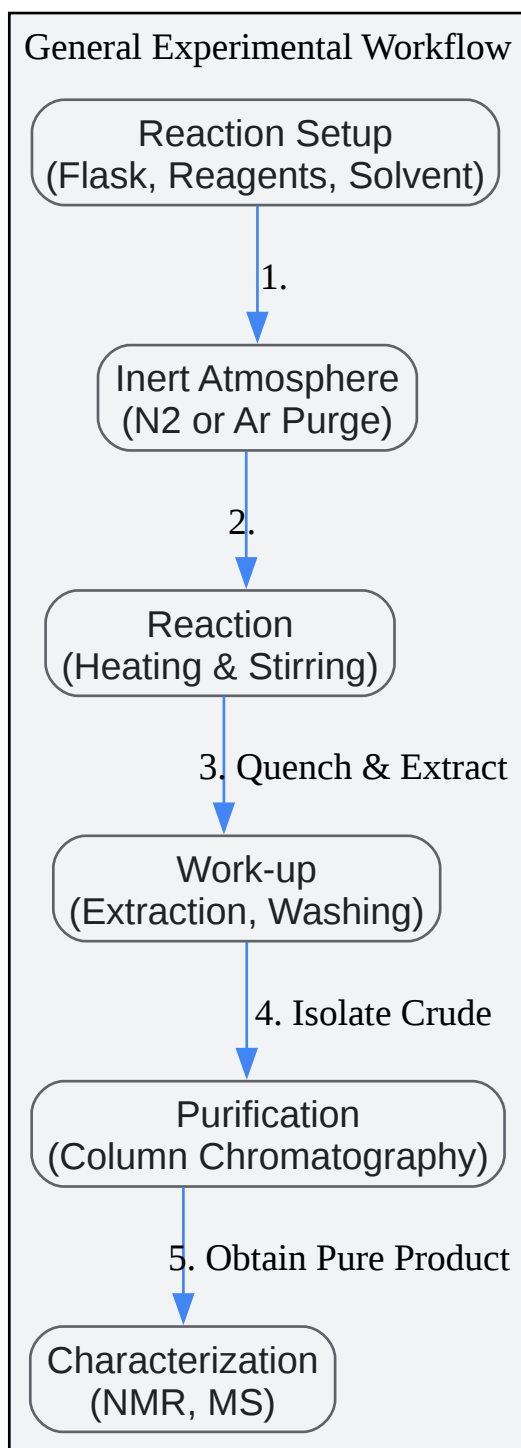 General Experimental Workflow
Reaction Setup
(Flask, Reagents, Solvent)
1.
Inert Atmosphere
(N2 or Ar Purge)
2.
Reaction
(Heating & Stirring)
3. Quench & Extract
Work-up
(Extraction, Washing)
4. Isolate Crude
Purification
(Column Chromatography)
5. Obtain Pure Product
Characterization
(NMR, MS)